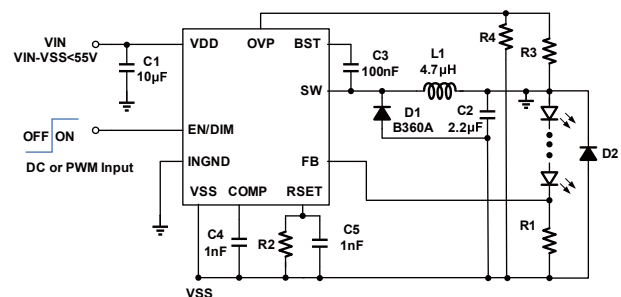 VIN
VIN-VSS<55V
C1
10µF
VDD
OVP
BST
SW
EN/DIM
INGND
FB
VSS
COMP
RSET
OFF
ON
DC or PWM Input
C3
100nF
L1
4.7µH
R4
R3
D1
B360A
C2
2.2µF
D2
R1
C4
1nF
R2
C5
1nF
VSS